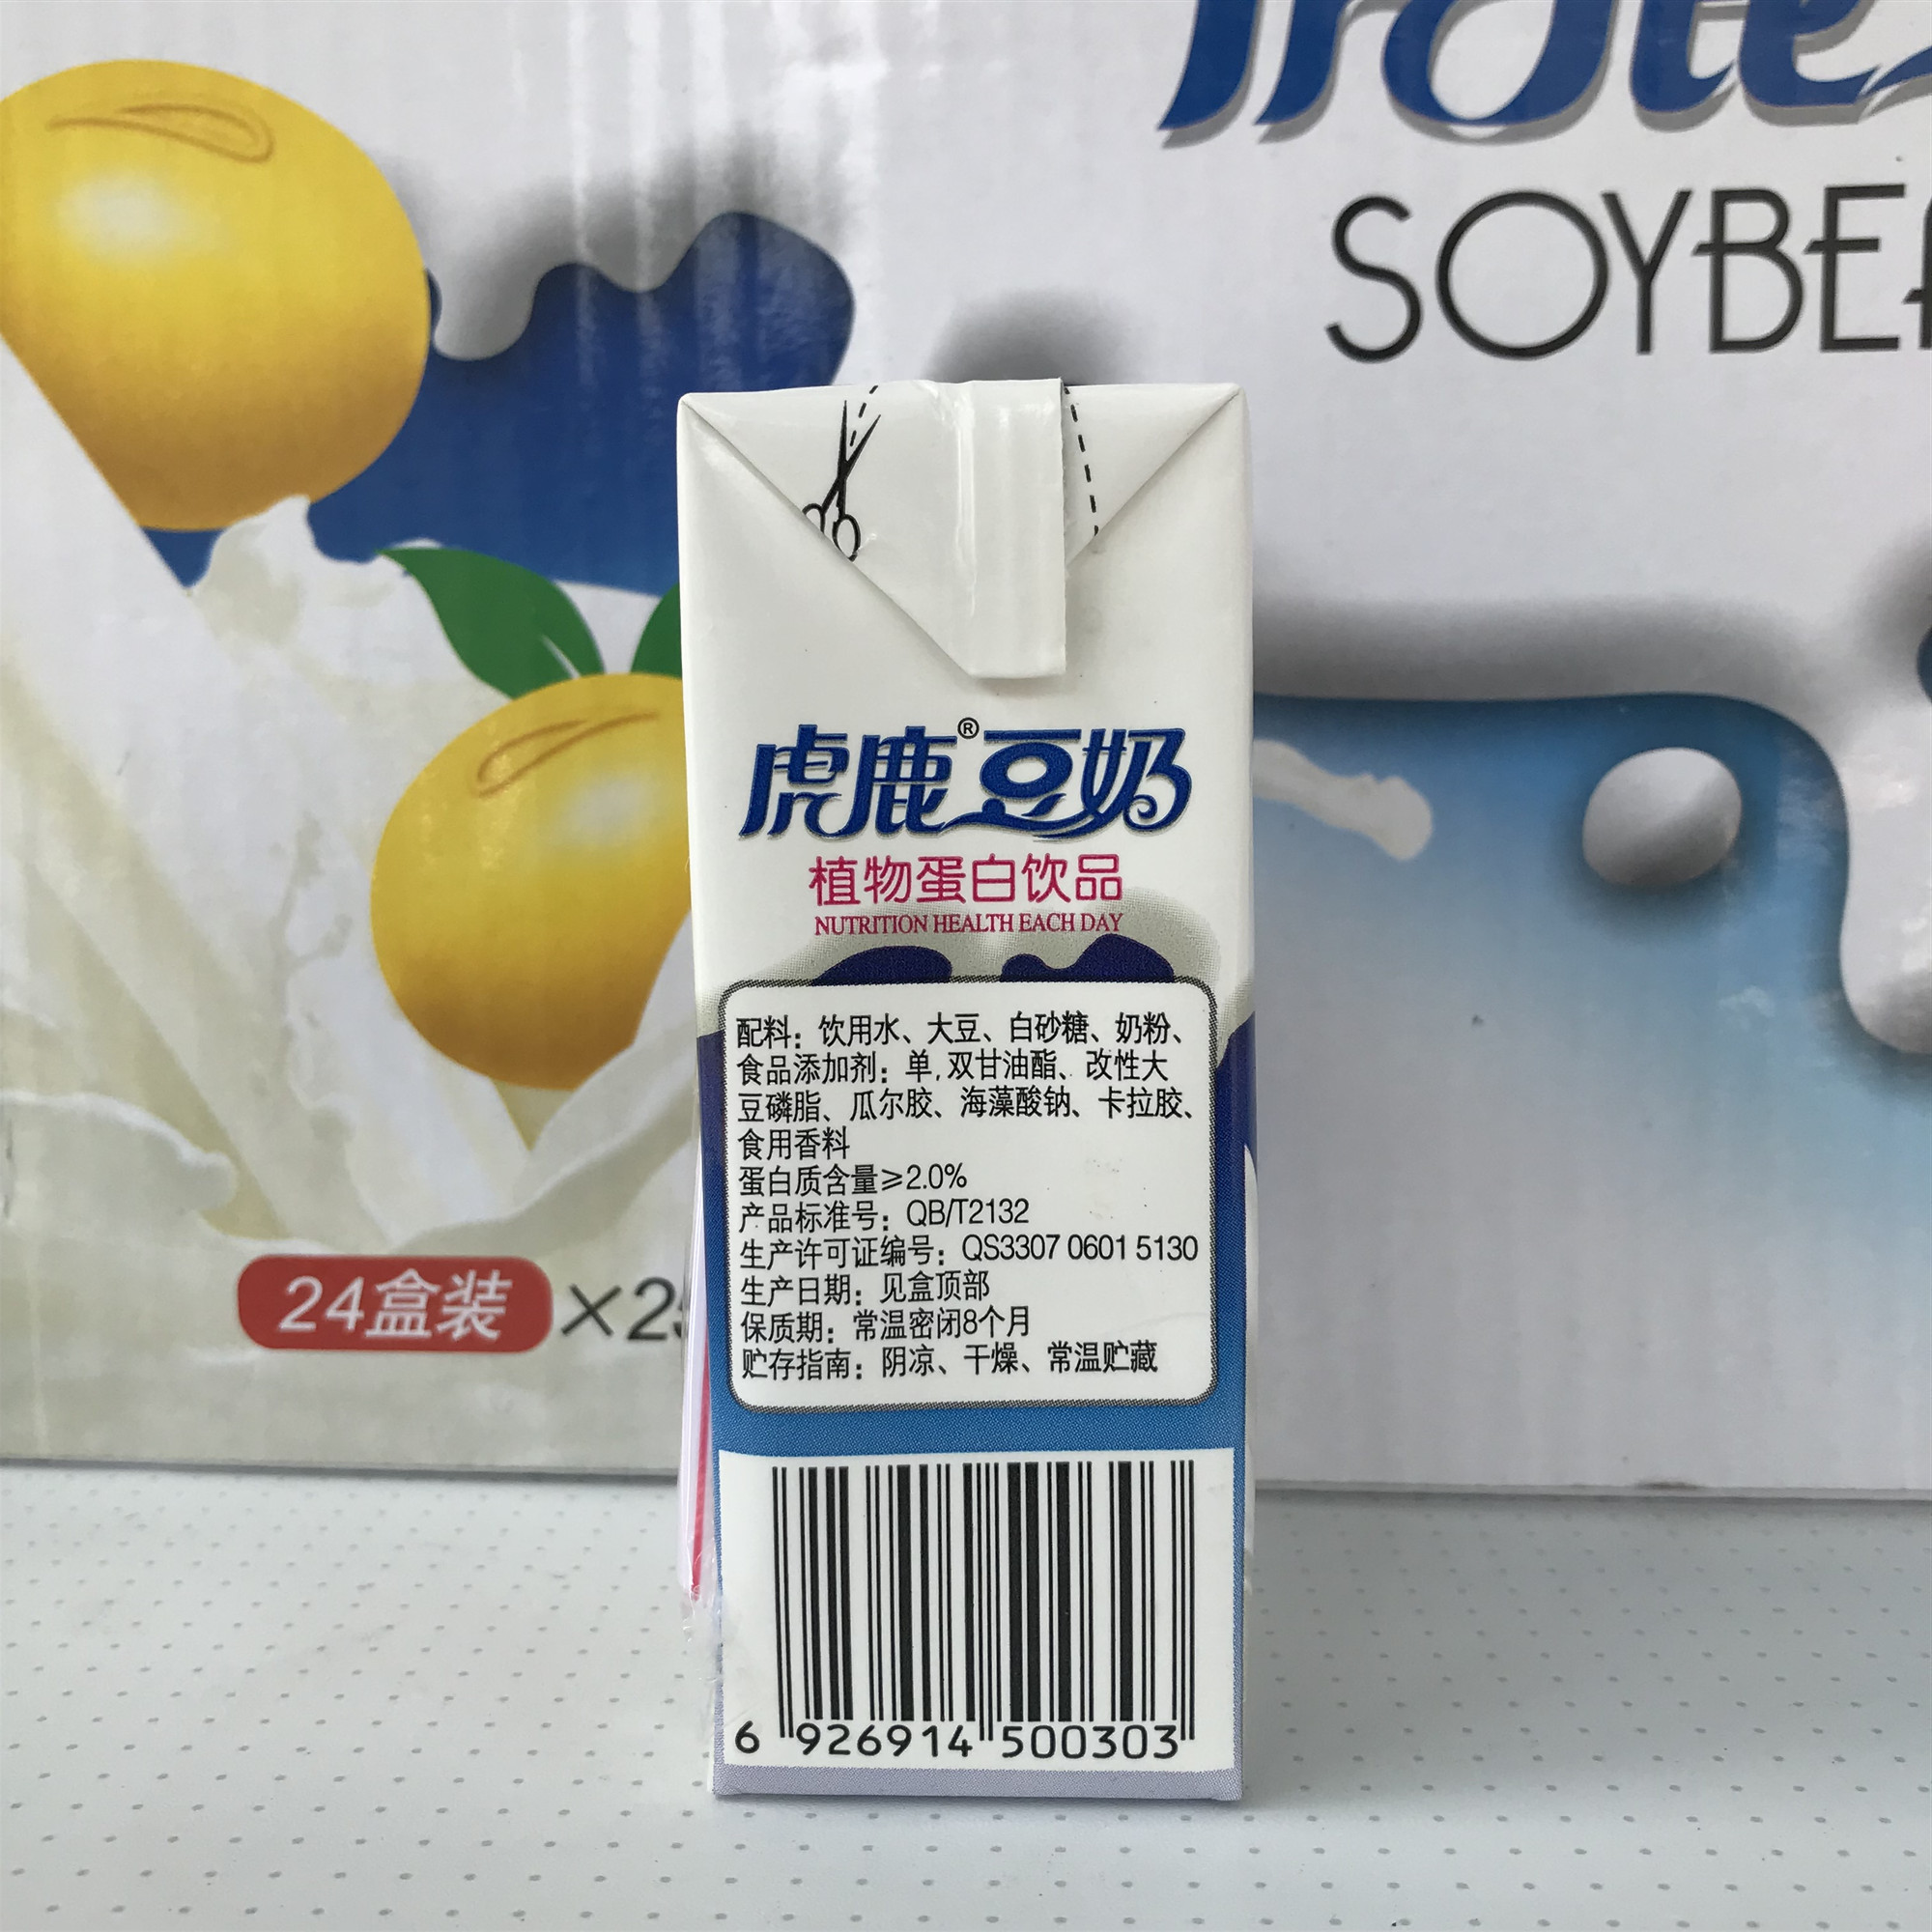 SOYBEA
虎鹿®豆奶
植物蛋白饮品
NUTRITION HEALTH EACH DAY
配料：饮用水、大豆、白砂糖、奶粉、
食品添加剂：单,双甘油酯、改性大
豆磷脂、瓜尔胶、海藻酸钠、卡拉胶、
食用香料
蛋白质含量≥2.0%
产品标准号：QB/T2132
生产许可证编号：QS3307 0601 5130
生产日期：见盒顶部
保质期：常温密闭8个月
贮存指南：阴凉、干燥、常温贮藏
24盒装×2
6 926914 500303